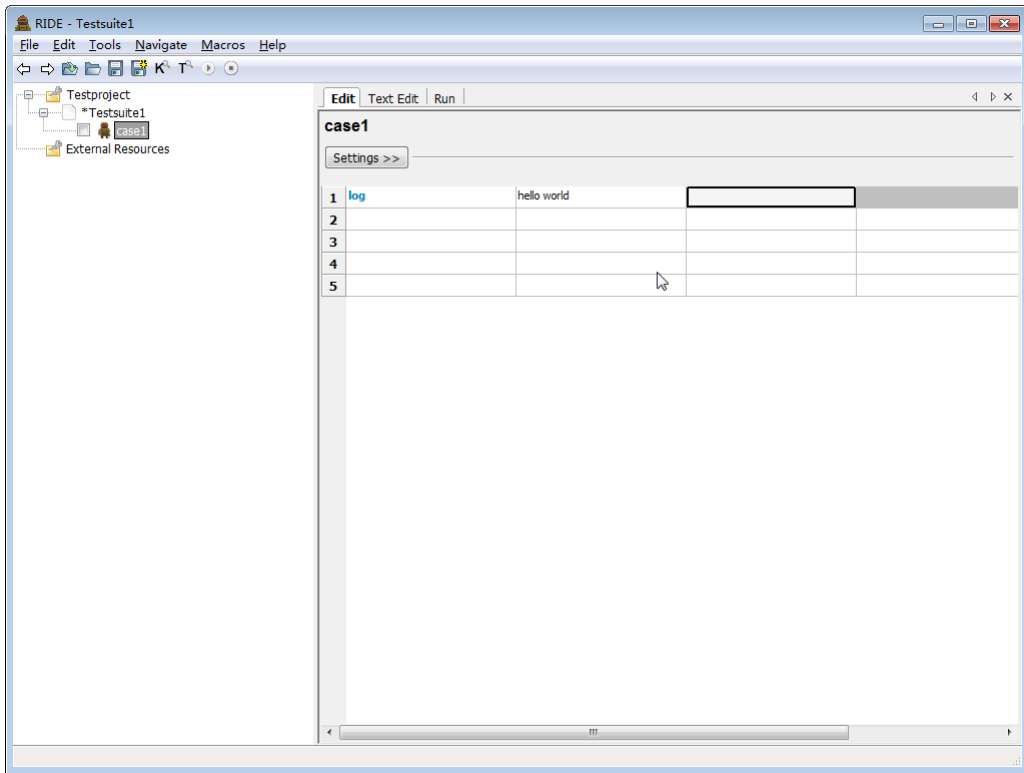 RIDE - Testsuite1
File Edit Tools Navigate Macros Help
K T
Testproject
*Testsuite1
case1
External Resources
Edit Text Edit Run
case1
Settings >>
1 log hello world
2
3
4
5